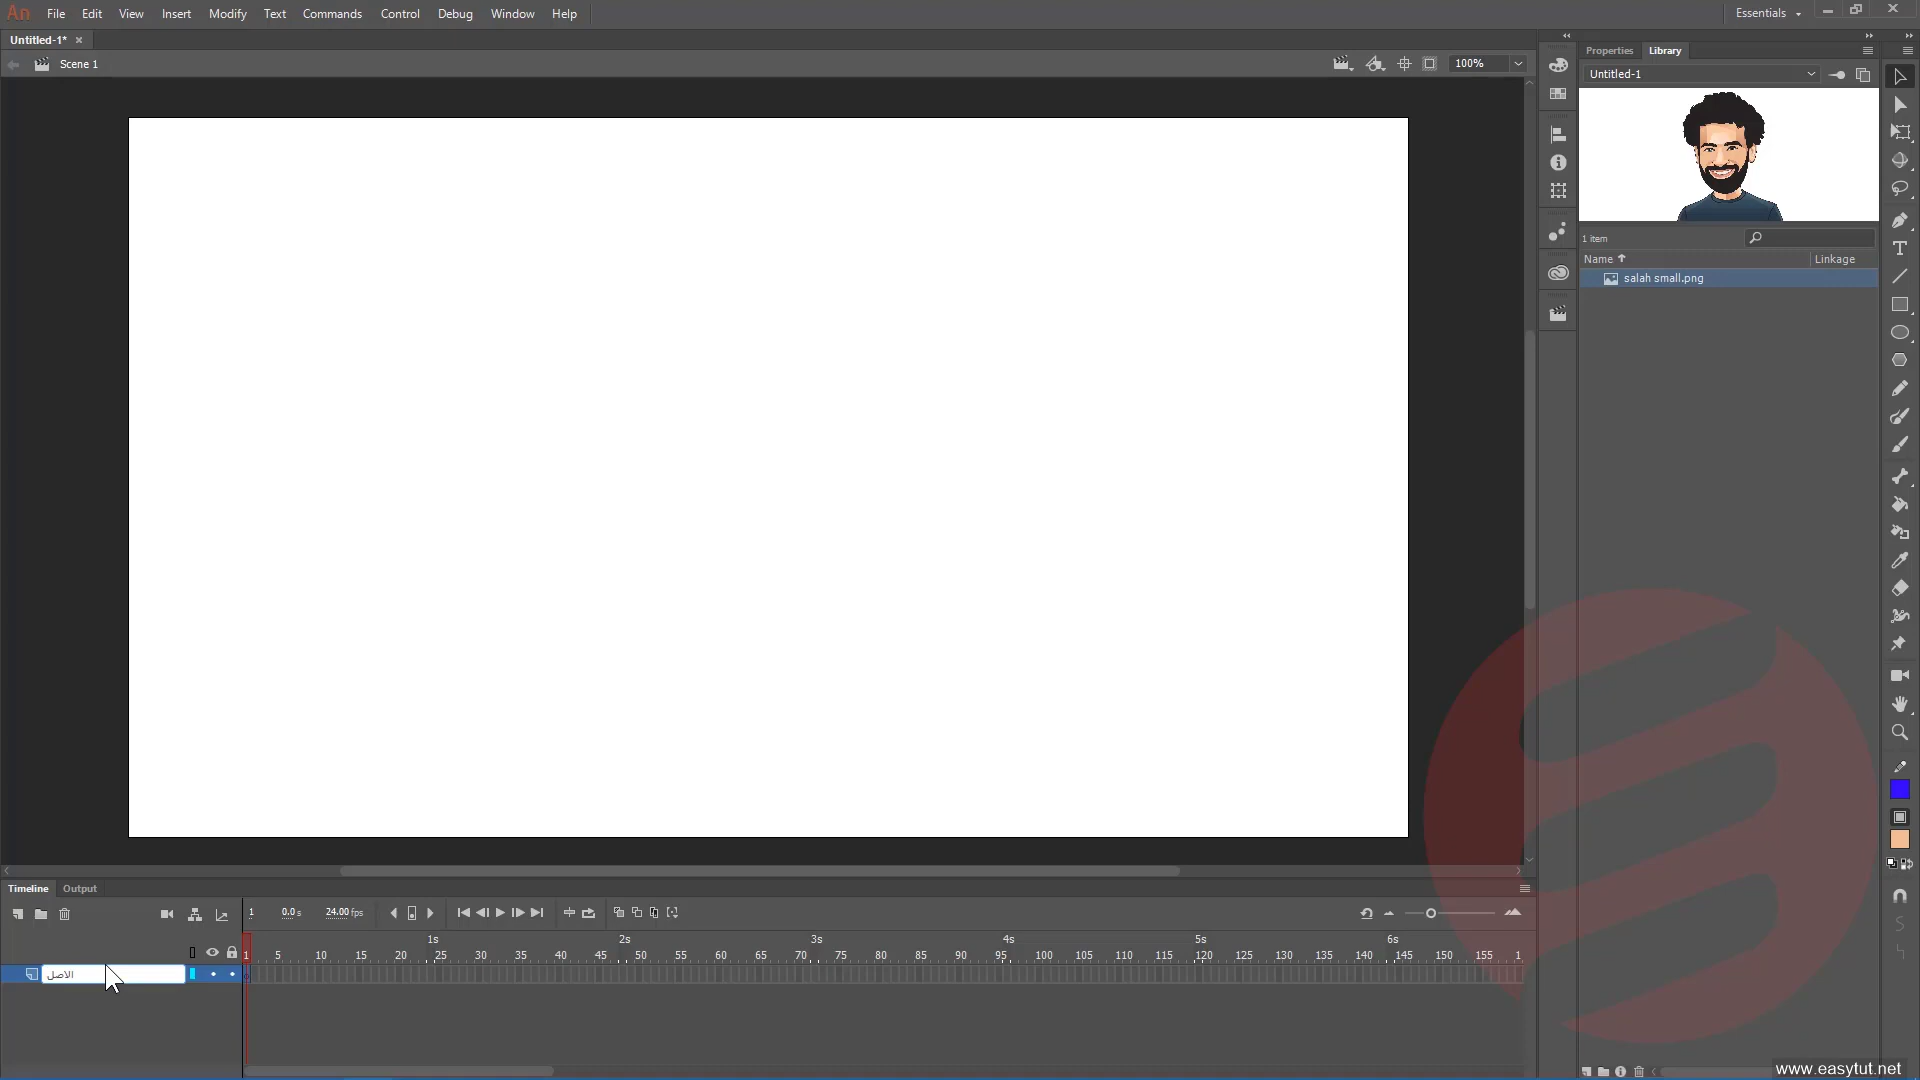 An File Edit View Insert Modify Text Commands Control Debug Window Help Essentials
Untitled-1*
Scene 1
100%
Properties Library
Untitled-1
1 item
Name Linkage
salah small.png
Timeline Output
1 0.0 s 24.00 fps
1s 2s 3s 4s 5s 6s
1 5 10 15 20 25 30 35 40 45 50 55 60 65 70 75 80 85 90 95 100 105 110 115 120 125 130 135 140 145 150 155 1
الاصل
www.easytut.net